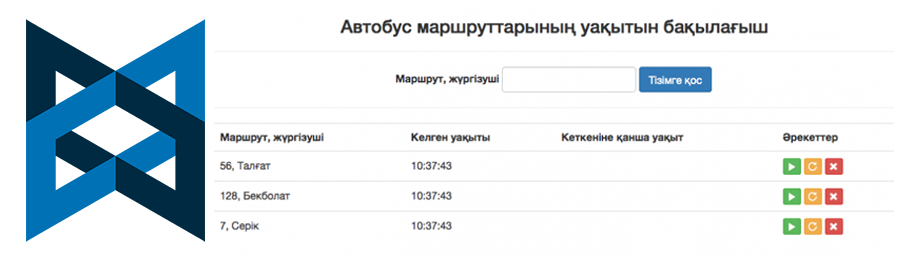 Автобус маршруттарының уақытын бақылағыш
Маршрут, жүргізуші Тізімге қос
Маршрут, жүргізуші Келген уақыты Кеткеніне қанша уақыт Әрекеттер
56, Талғат 10:37:43
128, Бекболат 10:37:43
7, Серік 10:37:43